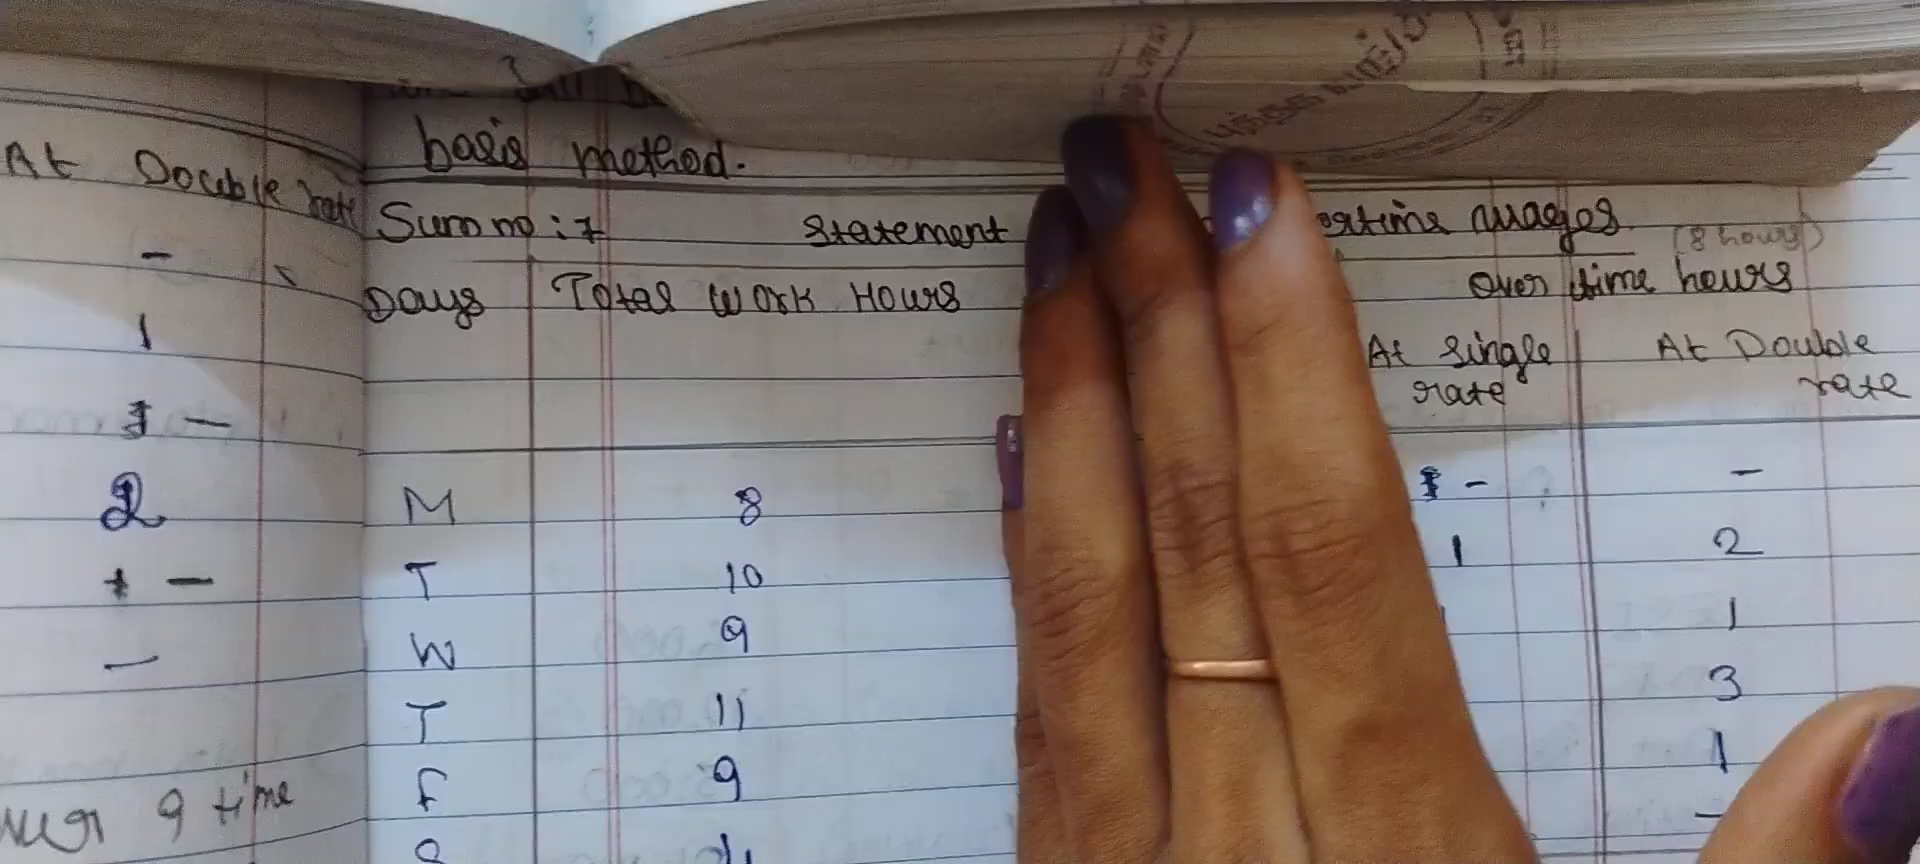 At Double rate
-
1
-
2
-
-
9 time
basis method.
Sum no : 7 Statement wages
(8 hours)
Days Total Work Hours Over time hours
At Single rate At Double rate
M 8 - -
T 10 1 2
W 9 1
T 11 3
F 9 1
S -